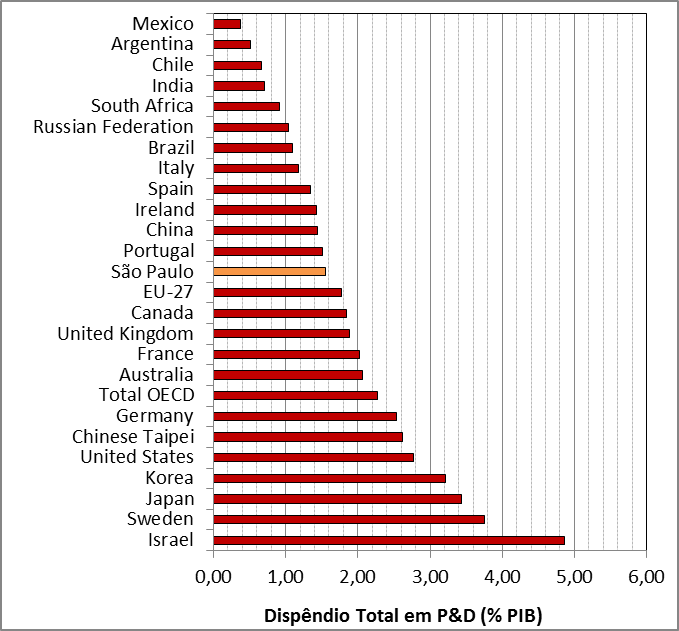 Mexico
Argentina
Chile
India
South Africa
Russian Federation
Brazil
Italy
Spain
Ireland
China
Portugal
São Paulo
EU-27
Canada
United Kingdom
France
Australia
Total OECD
Germany
Chinese Taipei
United States
Korea
Japan
Sweden
Israel
0,00 1,00 2,00 3,00 4,00 5,00 6,00
Dispêndio Total em P&D (% PIB)